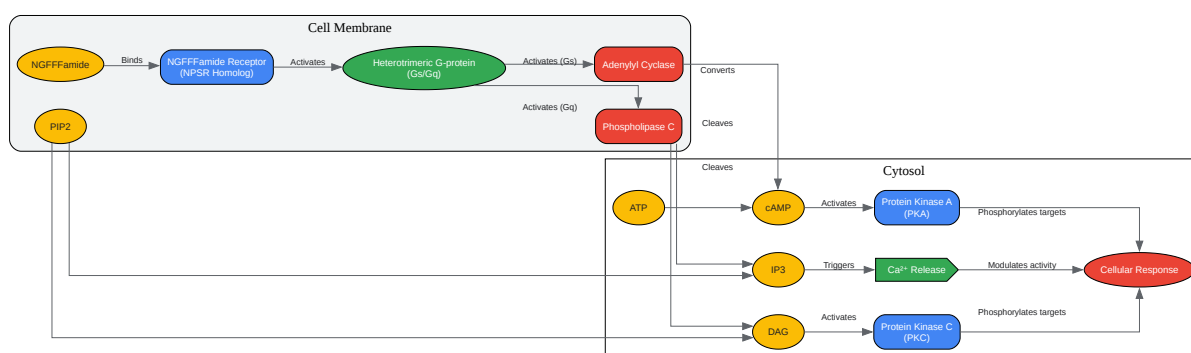 Cell Membrane
NGFFFamide
Binds
NGFFFamide Receptor
(NPSR Homolog)
Activates
Heterotrimeric G-protein
(Gs/Gq)
Activates (Gs)
Adenylyl Cyclase
Converts
Activates (Gq)
PIP2
Phospholipase C
Cleaves
Cleaves
Cytosol
ATP
cAMP
Activates
Protein Kinase A
(PKA)
Phosphorylates targets
IP3
Triggers
Ca²⁺ Release
Modulates activity
Cellular Response
DAG
Activates
Protein Kinase C
(PKC)
Phosphorylates targets